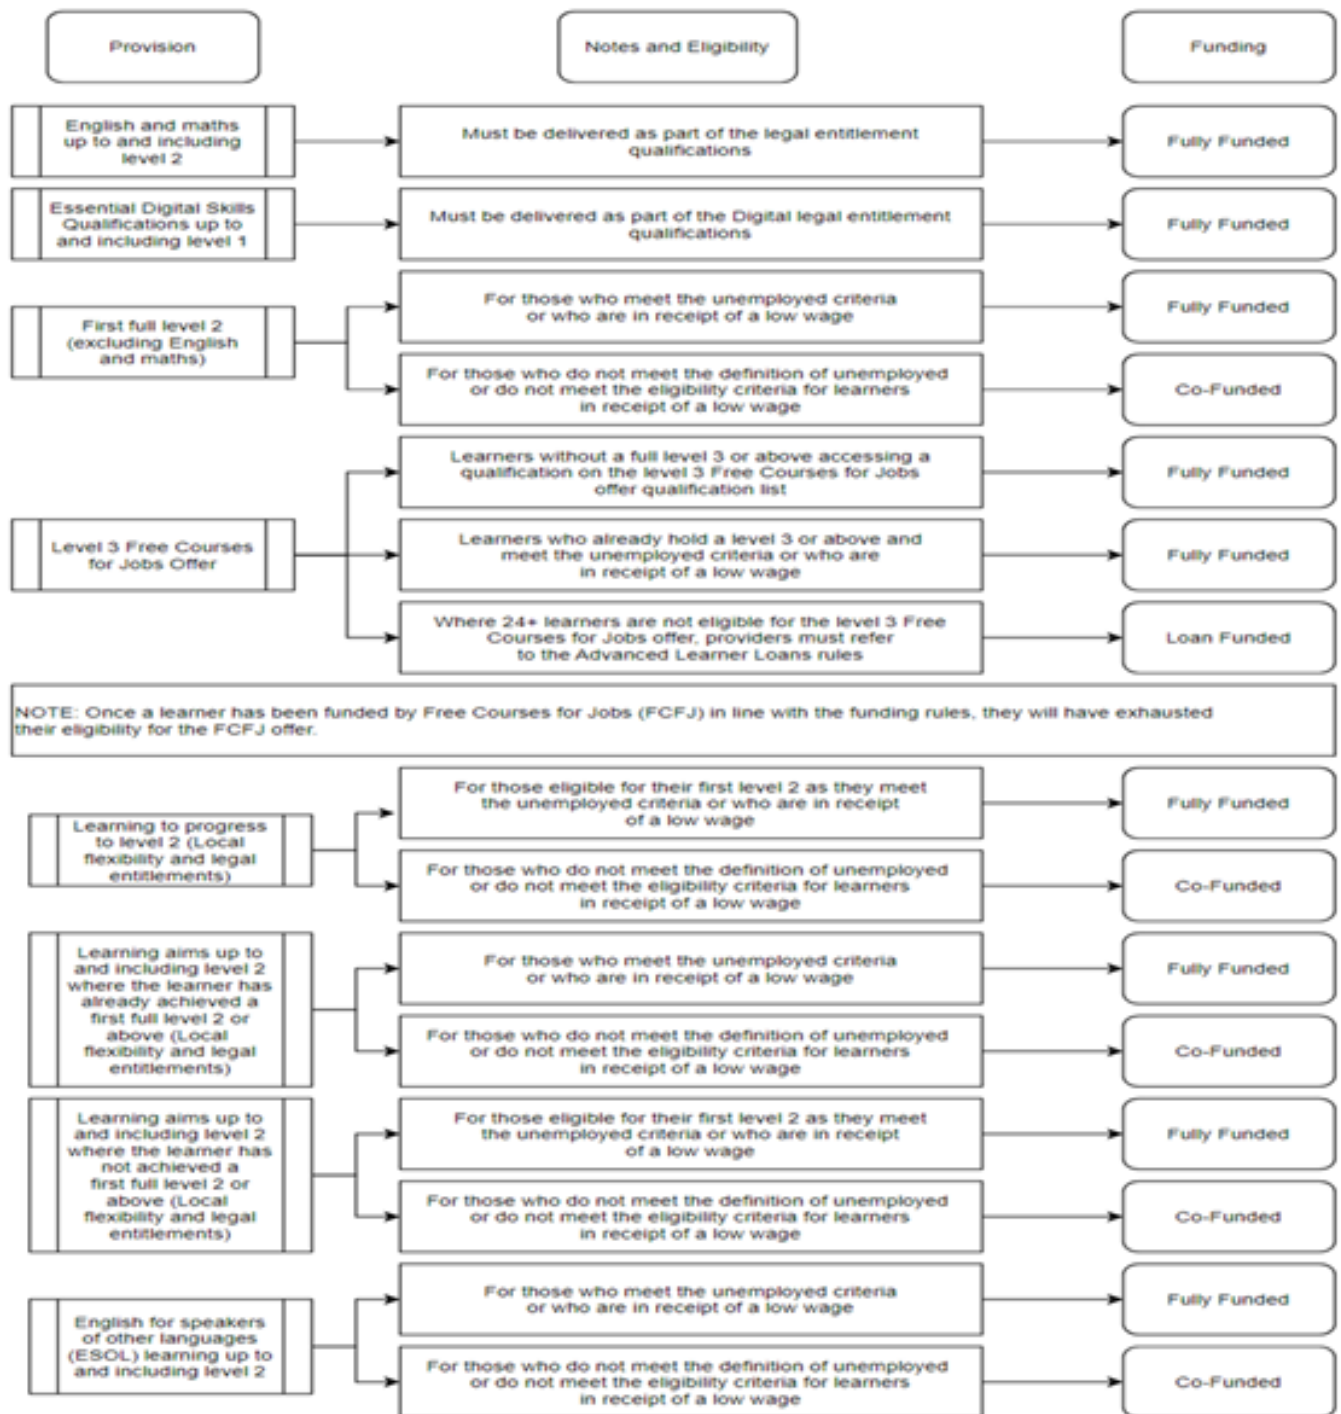 Provision
Notes and Eligibility
Funding
English and maths
up to and including
level 2
Must be delivered as part of the legal entitlement
qualifications
Fully Funded
Essential Digital Skills
Qualifications up to
and including level 1
Must be delivered as part of the Digital legal entitlement
qualifications
Fully Funded
First full level 2
(excluding English
and maths)
For those who meet the unemployed criteria
or who are in receipt of a low wage
Fully Funded
For those who do not meet the definition of unemployed
or do not meet the eligibility criteria for learners
in receipt of a low wage
Co-Funded
Level 3 Free Courses
for Jobs Offer
Learners without a full level 3 or above accessing a
qualification on the level 3 Free Courses for Jobs
offer qualification list
Fully Funded
Learners who already hold a level 3 or above and
meet the unemployed criteria or who are
in receipt of a low wage
Fully Funded
Where 24+ learners are not eligible for the level 3 Free
Courses for Jobs offer, providers must refer
to the Advanced Learner Loans rules
Loan Funded
NOTE: Once a learner has been funded by Free Courses for Jobs (FCFJ) in line with the funding rules, they will have exhausted
their eligibility for the FCFJ offer.
Learning to progress
to level 2 (Local
flexibility and legal
entitlements)
For those eligible for their first level 2 as they meet
the unemployed criteria or who are in receipt
of a low wage
Fully Funded
For those who do not meet the definition of unemployed
or do not meet the eligibility criteria for learners
in receipt of a low wage
Co-Funded
Learning aims up to
and including level 2
where the learner has
already achieved a
first full level 2 or
above (Local
flexibility and legal
entitlements)
For those who meet the unemployed criteria
or who are in receipt of a low wage
Fully Funded
For those who do not meet the definition of unemployed
or do not meet the eligibility criteria for learners
in receipt of a low wage
Co-Funded
Learning aims up to
and including level 2
where the learner has
not achieved a
first full level 2 or
above (Local
flexibility and legal
entitlements)
For those eligible for their first level 2 as they meet
the unemployed criteria or who are in receipt
of a low wage
Fully Funded
For those who do not meet the definition of unemployed
or do not meet the eligibility criteria for learners
in receipt of a low wage
Co-Funded
English for speakers
of other languages
(ESOL) learning up to
and including level 2
For those who meet the unemployed criteria
or who are in receipt of a low wage
Fully Funded
For those who do not meet the definition of unemployed
or do not meet the eligibility criteria for learners
in receipt of a low wage
Co-Funded